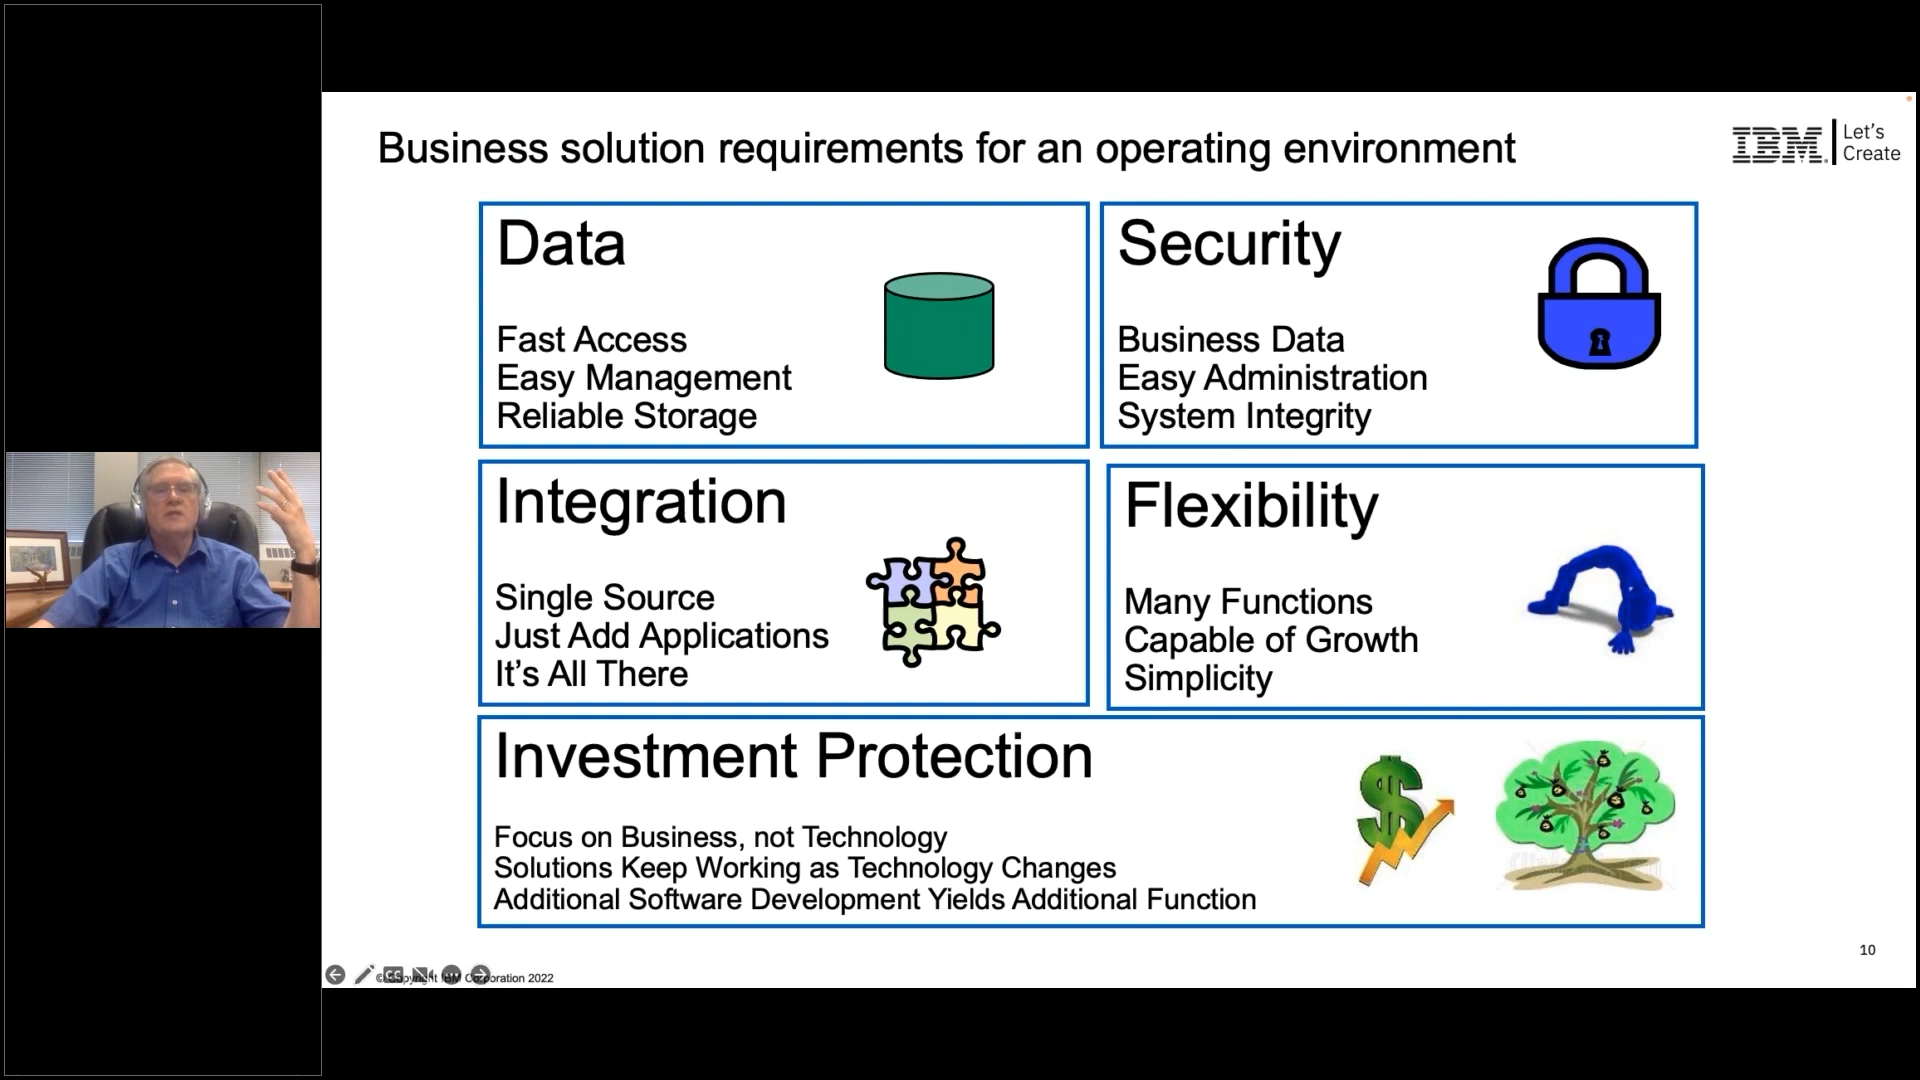 Business solution requirements for an operating environment
IBM
Let's
Create
Data
Fast Access
Easy Management
Reliable Storage
Security
Business Data
Easy Administration
System Integrity
Integration
Single Source
Just Add Applications
It's All There
Flexibility
Many Functions
Capable of Growth
Simplicity
Investment Protection
Focus on Business, not Technology
Solutions Keep Working as Technology Changes
Additional Software Development Yields Additional Function
10
© Copyright IBM Corporation 2022